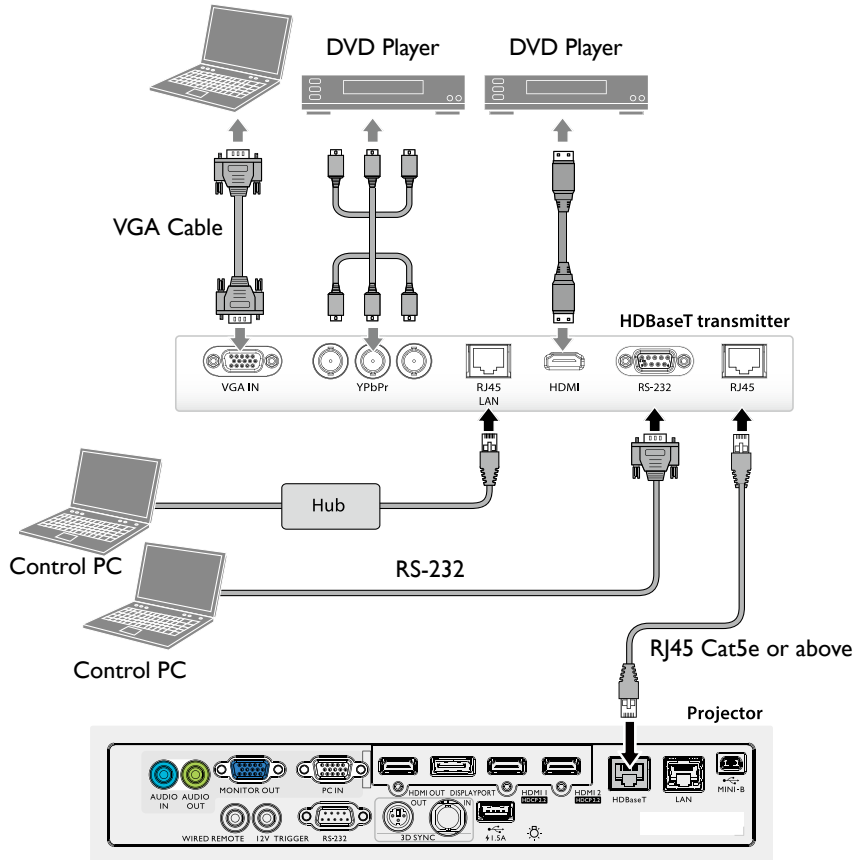 DVD Player
DVD Player
VGA Cable
HDBaseT transmitter
VGA IN
YPbPr
RJ45
LAN
HDMI
RS-232
RJ45
Hub
Control PC
RS-232
Control PC
RJ45 Cat5e or above
Projector
AUDIO
IN
AUDIO
OUT
MONITOR OUT
PC IN
HDMI OUT
DISPLAYPORT
HDMI 1
HDCP2.2
HDMI 2
HDCP2.2
HDBaseT
LAN
MINI-B
WIRED REMOTE
12V TRIGGER
RS-232
OUT
IN
3D SYNC
1.5A